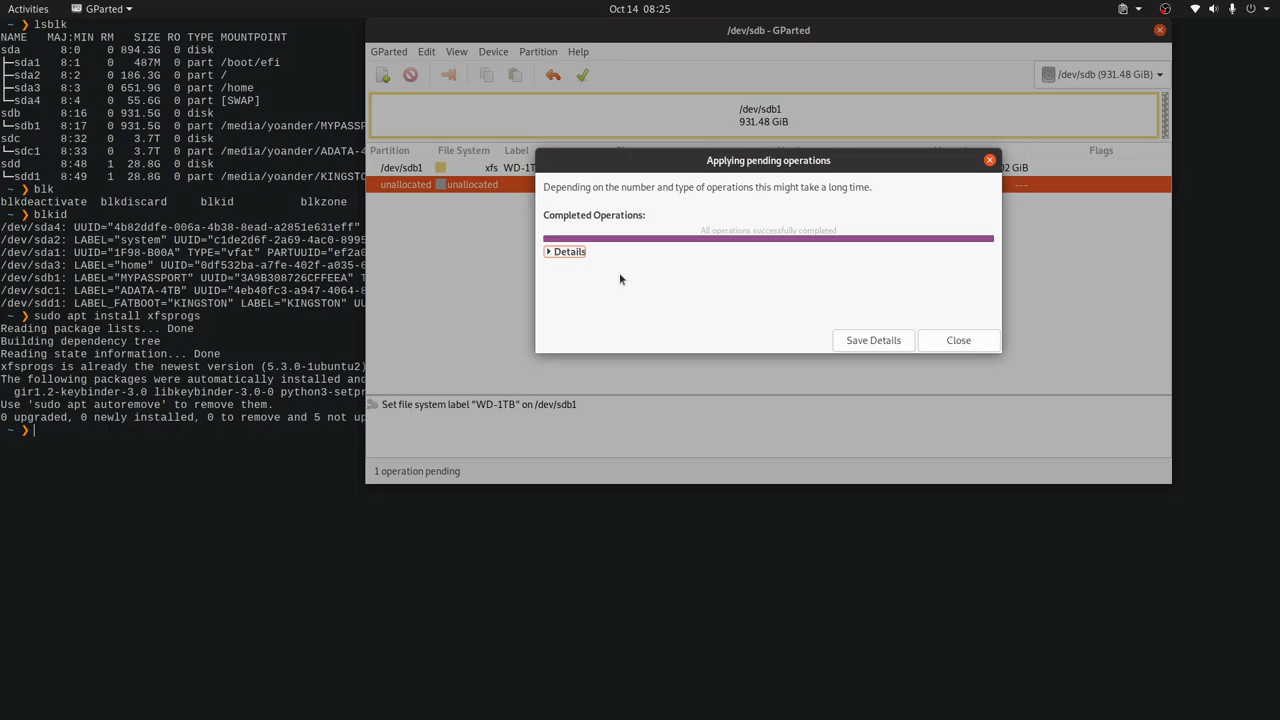 Activities
GParted
Oct 14 08:25
~ ❯ lsblk
NAME   MAJ:MIN RM   SIZE RO TYPE MOUNTPOINT
sda      8:0    0 894.3G  0 disk
├─sda1   8:1    0   487M  0 part /boot/efi
├─sda2   8:2    0 186.3G  0 part /
├─sda3   8:3    0 651.9G  0 part /home
└─sda4   8:4    0  55.6G  0 part [SWAP]
sdb      8:16   0 931.5G  0 disk
└─sdb1   8:17   0 931.5G  0 part /media/yoander/MYPASSP
sdc      8:32   0   3.7T  0 disk
└─sdc1   8:33   0   3.7T  0 part /media/yoander/ADATA-4
sdd      8:48   1  28.8G  0 disk
└─sdd1   8:49   1  28.8G  0 part /media/yoander/KINGSTO
~ ❯ blk
blkdeactivate  blkdiscard  blkid  blkzone
~ ❯ blkid
/dev/sda4: UUID="4b82ddfe-006a-4b38-8ead-a2851e631eff"
/dev/sda2: LABEL="system" UUID="c1de2d6f-2a69-4ac0-8995
/dev/sda1: UUID="1F98-B00A" TYPE="vfat" PARTUUID="ef2a0
/dev/sda3: LABEL="home" UUID="0df532ba-a7fe-402f-a035-6
/dev/sdb1: LABEL="MYPASSPORT" UUID="3A9B308726CFFEEA" T
/dev/sdc1: LABEL="ADATA-4TB" UUID="4eb40fc3-a947-4064-8
/dev/sdd1: LABEL_FATBOOT="KINGSTON" LABEL="KINGSTON" UU
~ ❯ sudo apt install xfsprogs
Reading package lists... Done
Building dependency tree
Reading state information... Done
xfsprogs is already the newest version (5.3.0-1ubuntu2)
The following packages were automatically installed and
gir1.2-keybinder-3.0 libkeybinder-3.0-0 python3-setpr
Use 'sudo apt autoremove' to remove them.
0 upgraded, 0 newly installed, 0 to remove and 5 not up
~ ❯
/dev/sdb - GParted
GParted Edit View Device Partition Help
/dev/sdb (931.48 GiB)
/dev/sdb1
931.48 GiB
Partition File System Label Flags
/dev/sdb1 xfs WD-1T GiB
unallocated unallocated ---
Applying pending operations
Depending on the number and type of operations this might take a long time.
Completed Operations:
All operations successfully completed
Details
Save Details
Close
Set file system label "WD-1TB" on /dev/sdb1
1 operation pending